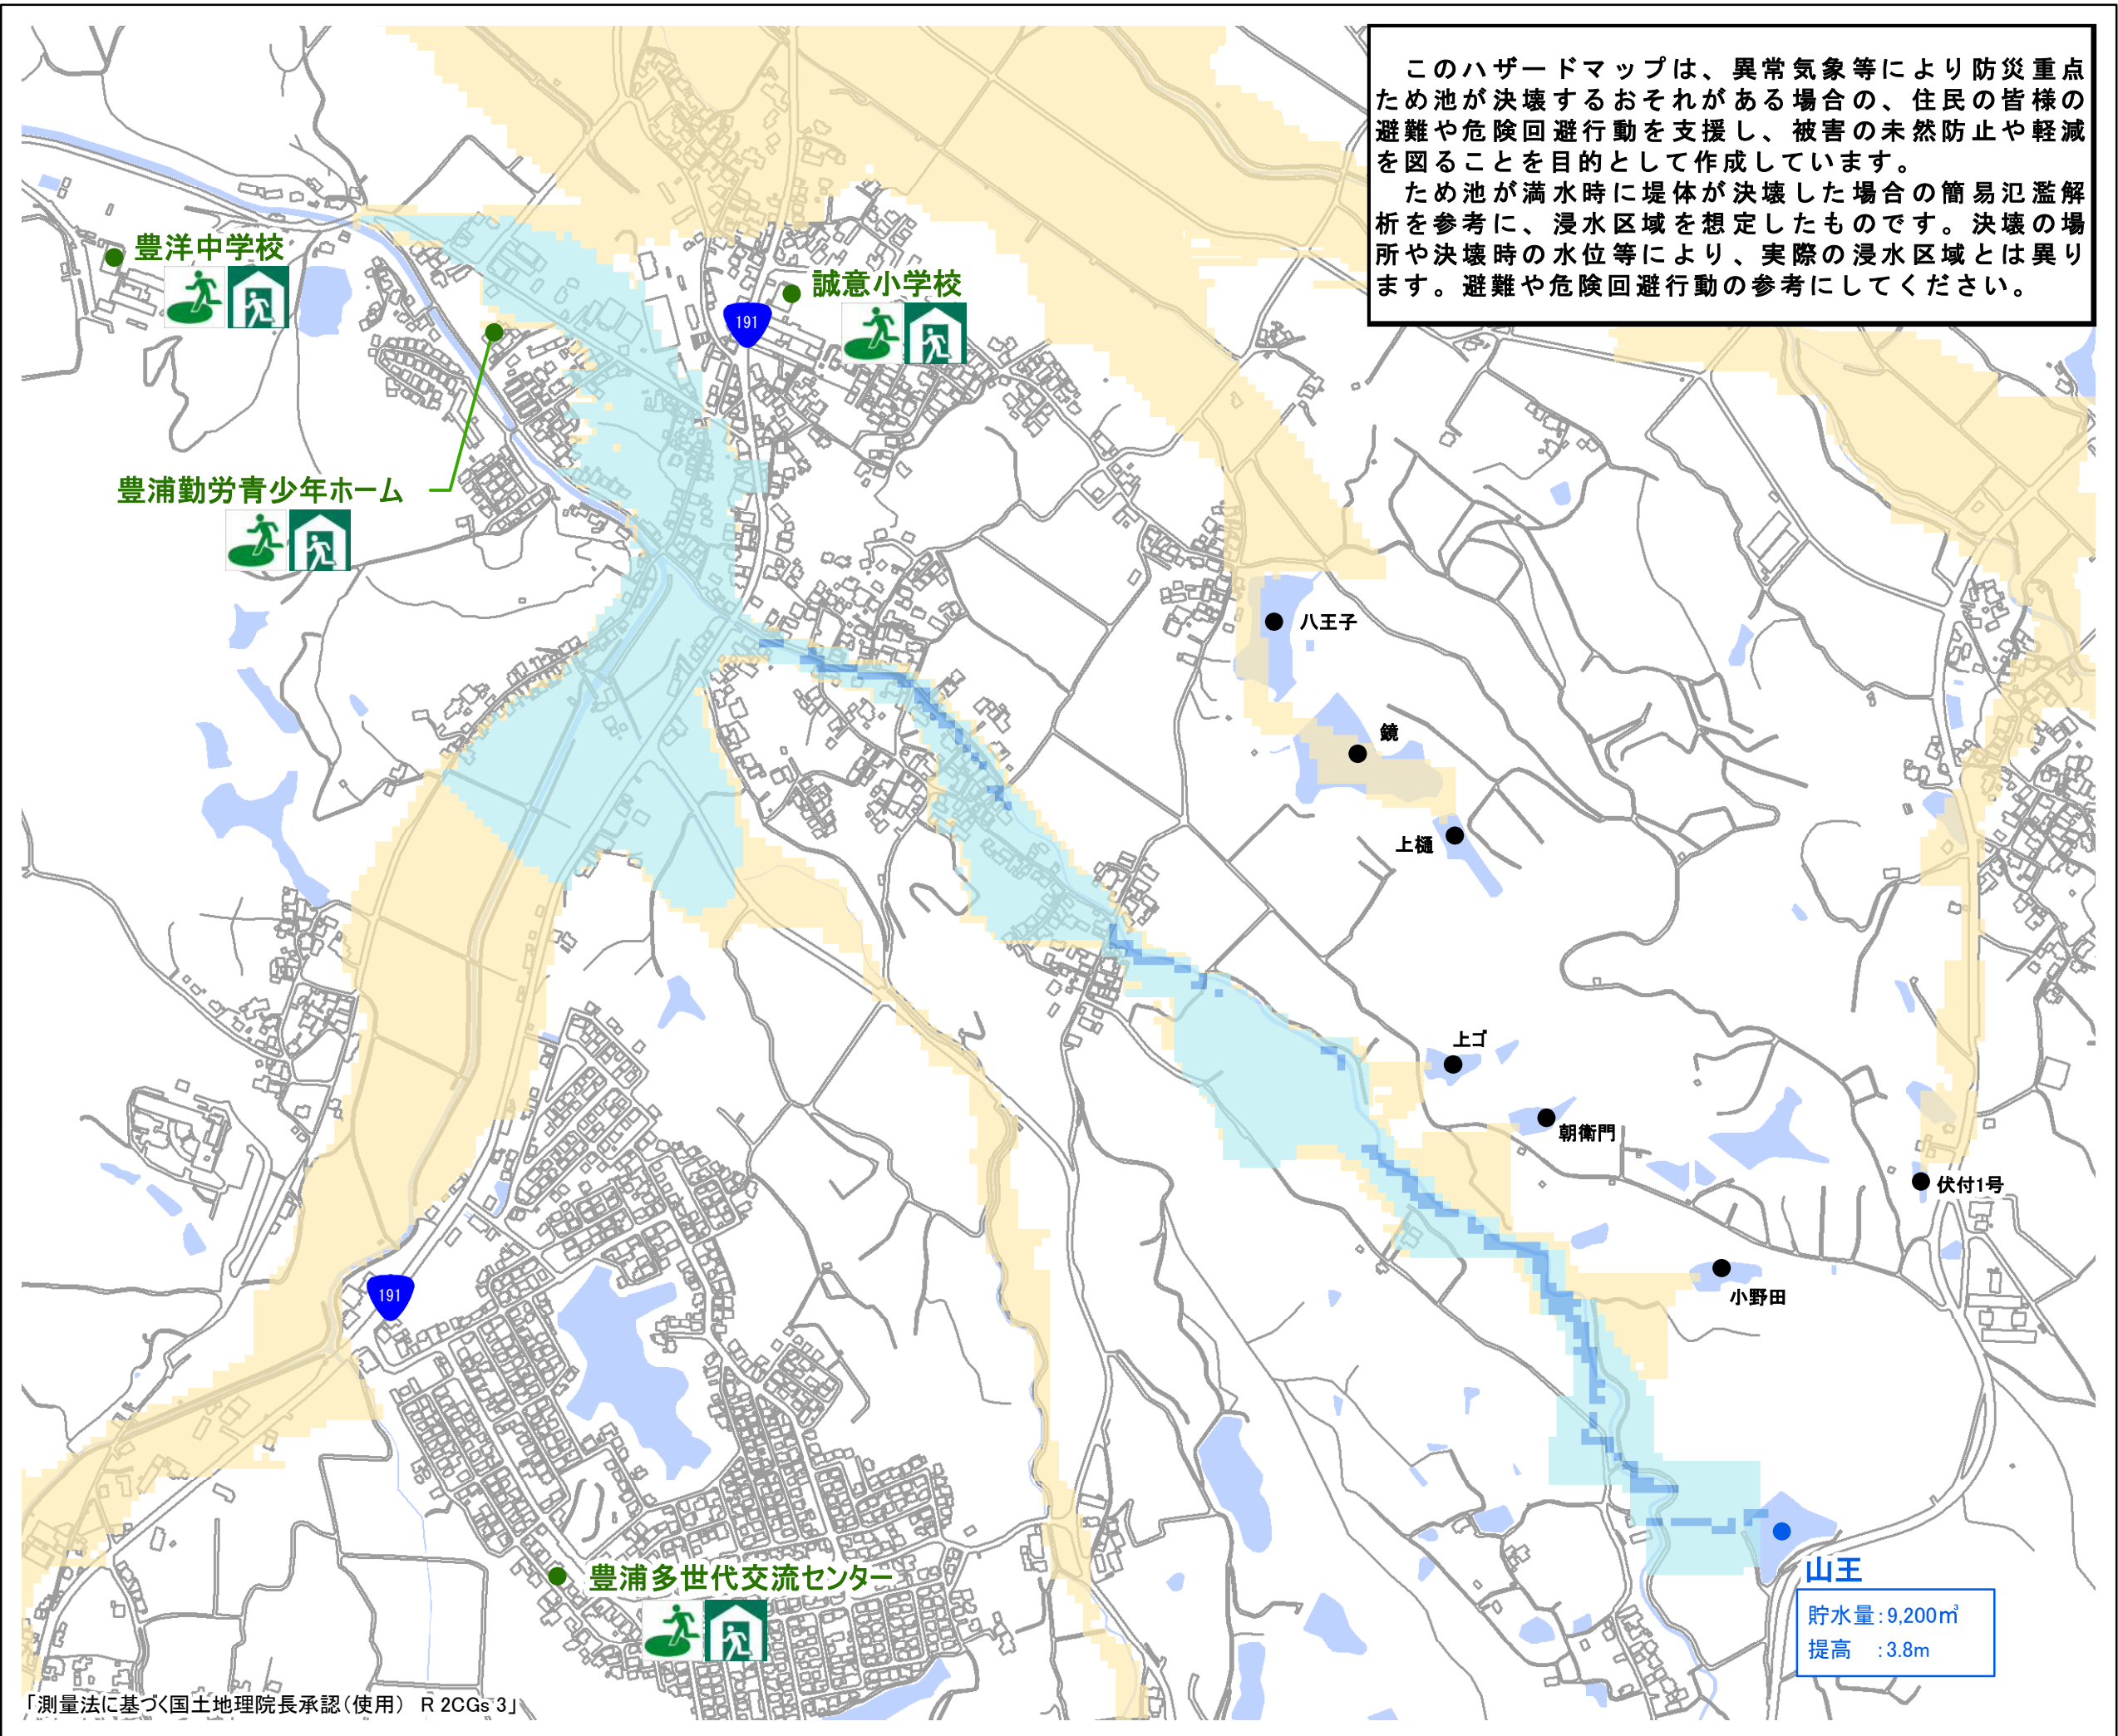 このハザードマップは、異常気象等により防災重点
ため池が決壊するおそれがある場合の、住民の皆様の
避難や危険回避行動を支援し、被害の未然防止や軽減
を図ることを目的として作成しています。
ため池が満水時に堤体が決壊した場合の簡易氾濫解
析を参考に、浸水区域を想定したものです。決壊の場
所や決壊時の水位等により、実際の浸水区域とは異り
ます。避難や危険回避行動の参考にしてください。
豊洋中学校
誠意小学校
191
豊浦勤労青少年ホーム
八王子
鏡
上樋
上ゴ
朝衛門
伏付1号
小野田
191
豊浦多世代交流センター
山王
貯水量:9,200㎥
提高 :3.8m
「測量法に基づく国土地理院長承認(使用) R 2CGs 3」